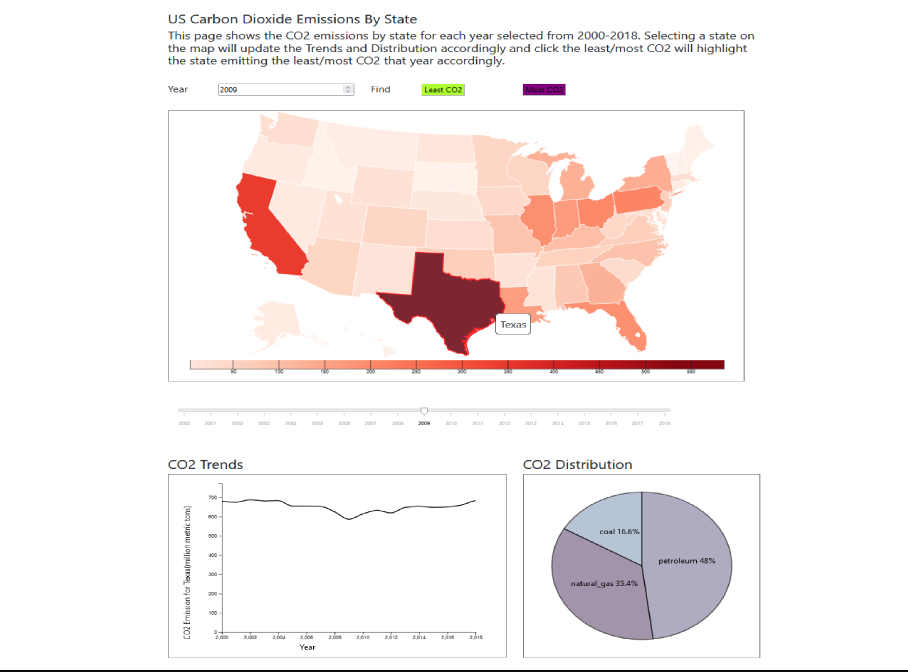 US Carbon Dioxide Emissions By State
This page shows the CO2 emissions by state for each year selected from 2000-2018. Selecting a state on
the map will update the Trends and Distribution accordingly and click the least/most CO2 will highlight
the state emitting the least/most CO2 that year accordingly.
Year 2009 Find Least CO2 Most CO2
Texas
50 100 150 200 250 300 350 400 450 500 550
2000 2001 2002 2003 2004 2005 2006 2007 2008 2009 2010 2011 2012 2013 2014 2015 2016 2017 2018
CO2 Trends
CO2 Emission for Texas(million metric tons)
700
600
500
400
300
200
100
0
2,000 2,002 2,004 2,006 2,008 2,010 2,012 2,014 2,016 2,018
Year
CO2 Distribution
coal 16.6%
petroleum 48%
natural_gas 35.4%